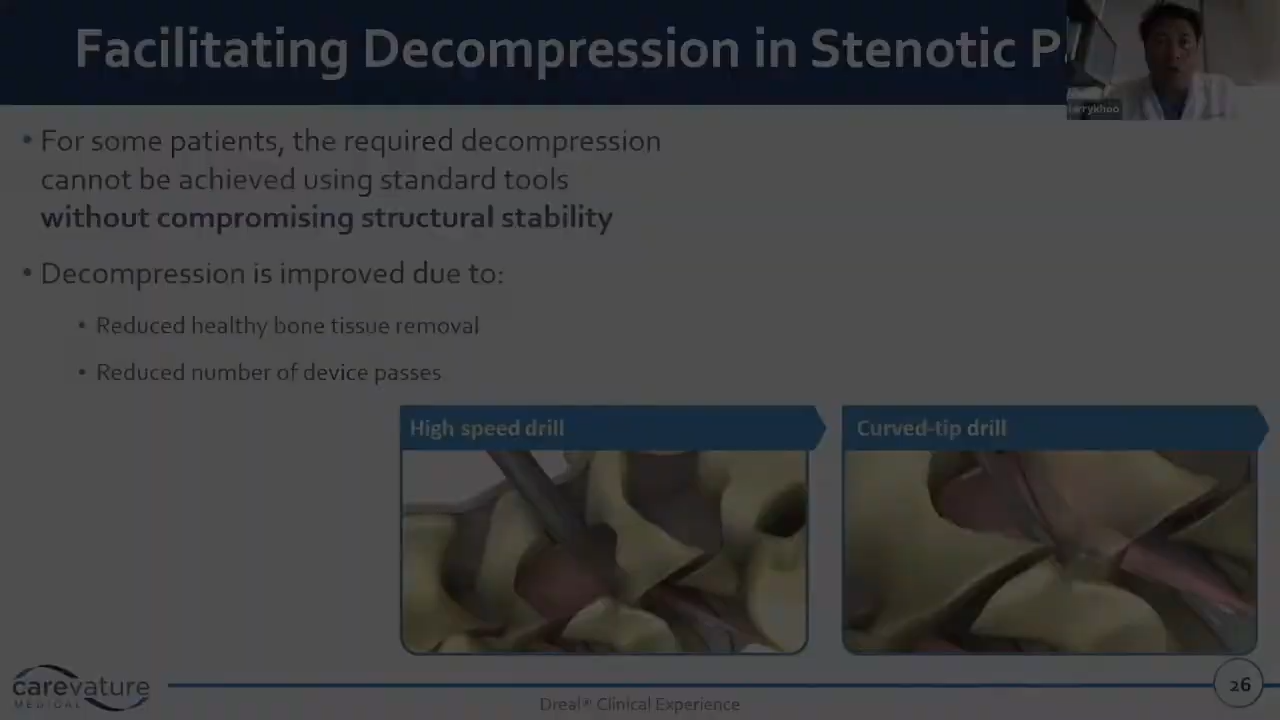 Facilitating Decompression in Stenotic P
larrykhoo
• For some patients, the required decompression
cannot be achieved using standard tools
without compromising structural stability
• Decompression is improved due to:
• Reduced healthy bone tissue removal
• Reduced number of device passes
High speed drill
Curved-tip drill
carevature
MEDICAL
Dreal® Clinical Experience
26